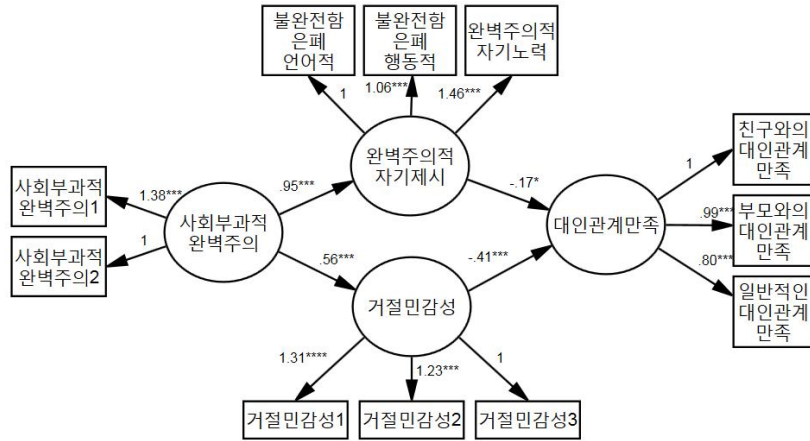 불완전함
은폐
언어적
불완전함
은폐
행동적
완벽주의적
자기노력
1
1.06***
1.46***
완벽주의적
자기제시
사회부과적
완벽주의1
사회부과적
완벽주의2
1.38***
1
사회부과적
완벽주의
.95***
.56***
-.17*
-.41***
대인관계만족
1
.99***
.80***
친구와의
대인관계
만족
부모와의
대인관계
만족
일반적인
대인관계
만족
거절민감성
1.31****
1.23***
1
거절민감성1
거절민감성2
거절민감성3